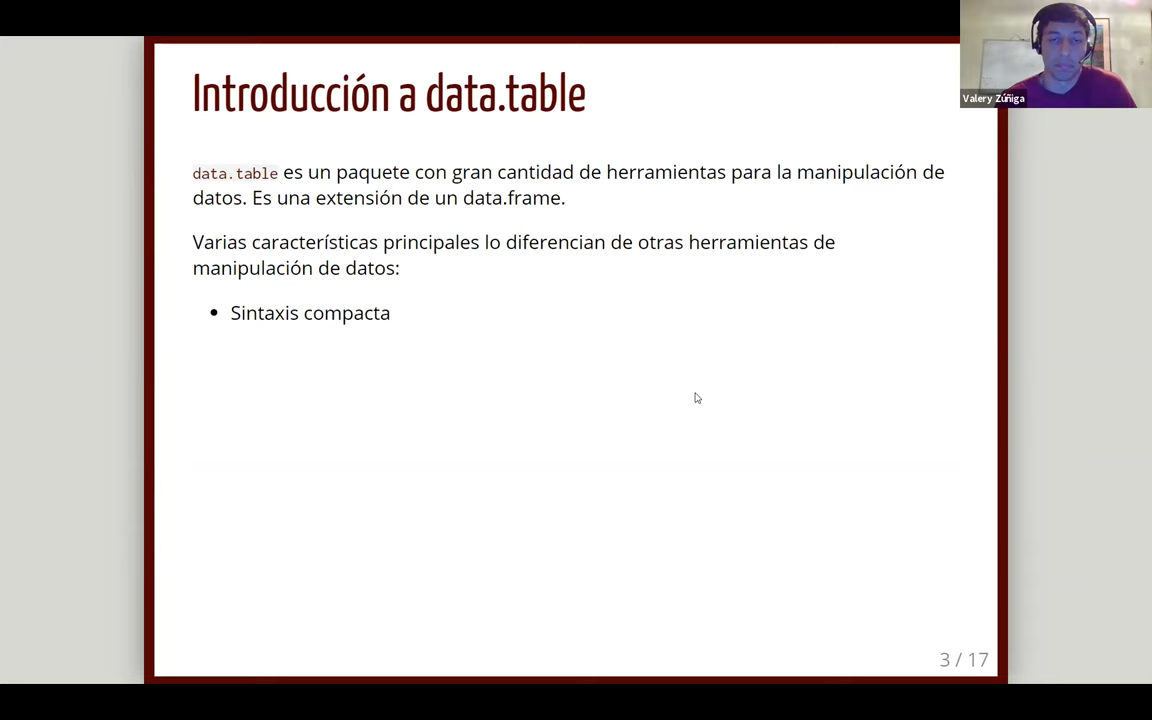 Introducción a data.table
Valery Zúñiga
data.table es un paquete con gran cantidad de herramientas para la manipulación de
datos. Es una extensión de un data.frame.
Varias características principales lo diferencian de otras herramientas de
manipulación de datos:
• Sintaxis compacta
3 / 17